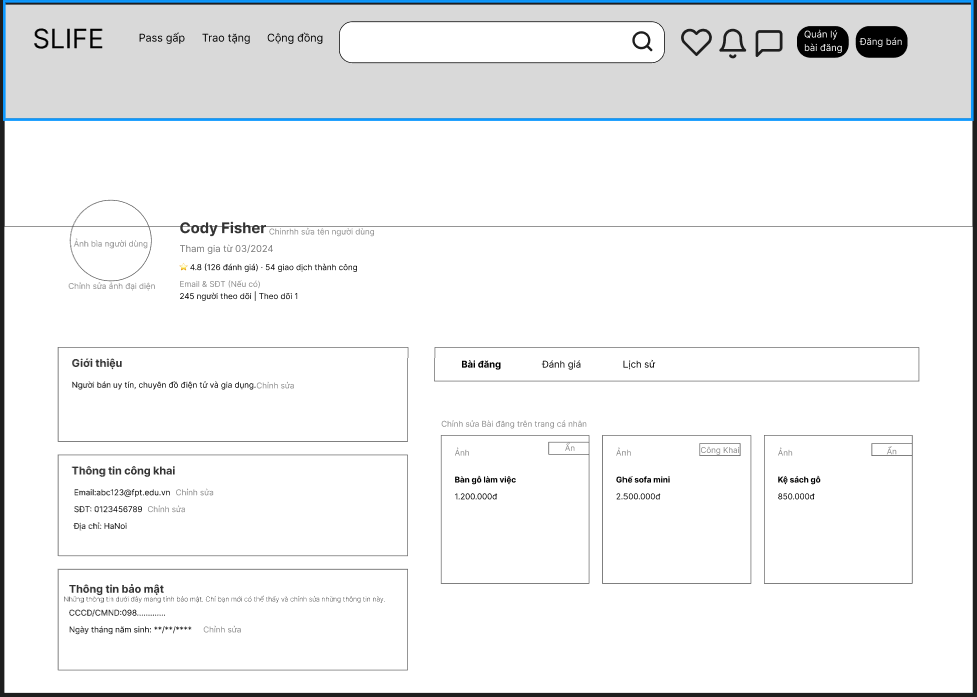 SLIFE
Pass gấp
Trao tặng
Cộng đồng
Quản lý
bài đăng
Đăng bán
Ảnh bìa người dùng
Chỉnh sửa ảnh đại diện
Cody Fisher Chỉnrhh sửa tên người dùng
Tham gia từ 03/2024
⭐ 4.8 (126 đánh giá) · 54 giao dịch thành công
Email & SĐT (Nếu có)
245 người theo dõi | Theo dõi 1
Giới thiệu
Người bán uy tín, chuyên đồ điện tử và gia dụng. Chỉnh sửa
Thông tin công khai
Email:abc123@fpt.edu.vn Chỉnh sửa
SĐT: 0123456789 Chỉnh sửa
Địa chỉ: HaNoi
Thông tin bảo mật
Những thông tin dưới đây mang tính bảo mật. Chỉ bạn mới có thể thấy và chỉnh sửa những thông tin này.
CCCD/CMND:098.............
Ngày tháng năm sinh: **/**/**** Chỉnh sửa
Bài đăng
Đánh giá
Lịch sử
Chỉnh sửa Bài đăng trên trang cá nhân
Ảnh
Ẩn
Bàn gỗ làm việc
1.200.000đ
Ảnh
Công Khai
Ghế sofa mini
2.500.000đ
Ảnh
Ẩn
Kệ sách gỗ
850.000đ